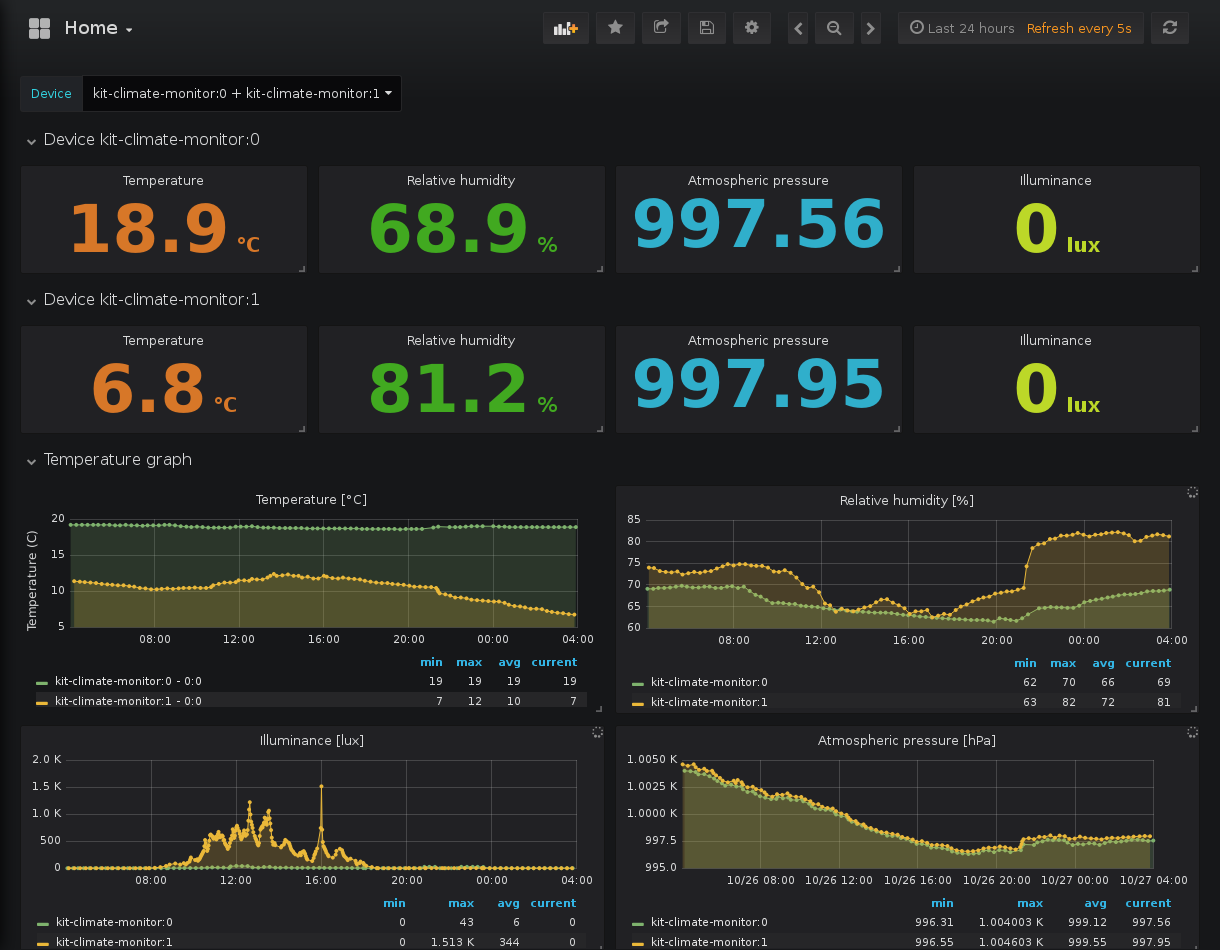 Home
Last 24 hours Refresh every 5s
Device kit-climate-monitor:0 + kit-climate-monitor:1
Device kit-climate-monitor:0
Temperature Relative humidity Atmospheric pressure Illuminance
18.9 °C 68.9 % 997.56 0 lux
Device kit-climate-monitor:1
Temperature Relative humidity Atmospheric pressure Illuminance
6.8 °C 81.2 % 997.95 0 lux
Temperature graph
Temperature [°C]
Temperature (C)
20
15
10
5
08:00 12:00 16:00 20:00 00:00 04:00
min max avg current
kit-climate-monitor:0 - 0:0 19 19 19 19
kit-climate-monitor:1 - 0:0 7 12 10 7
Relative humidity [%]
85
80
75
70
65
60
08:00 12:00 16:00 20:00 00:00 04:00
min max avg current
kit-climate-monitor:0 62 70 66 69
kit-climate-monitor:1 63 82 72 81
Illuminance [lux]
2.0 K
1.5 K
1.0 K
500
0
08:00 12:00 16:00 20:00 00:00 04:00
min max avg current
kit-climate-monitor:0 0 43 6 0
kit-climate-monitor:1 0 1.513 K 344 0
Atmospheric pressure [hPa]
1.0050 K
1.0025 K
1.0000 K
997.5
995.0
10/26 08:00 10/26 12:00 10/26 16:00 10/26 20:00 10/27 00:00 10/27 04:00
min max avg current
kit-climate-monitor:0 996.31 1.004003 K 999.12 997.56
kit-climate-monitor:1 996.55 1.004603 K 999.55 997.95